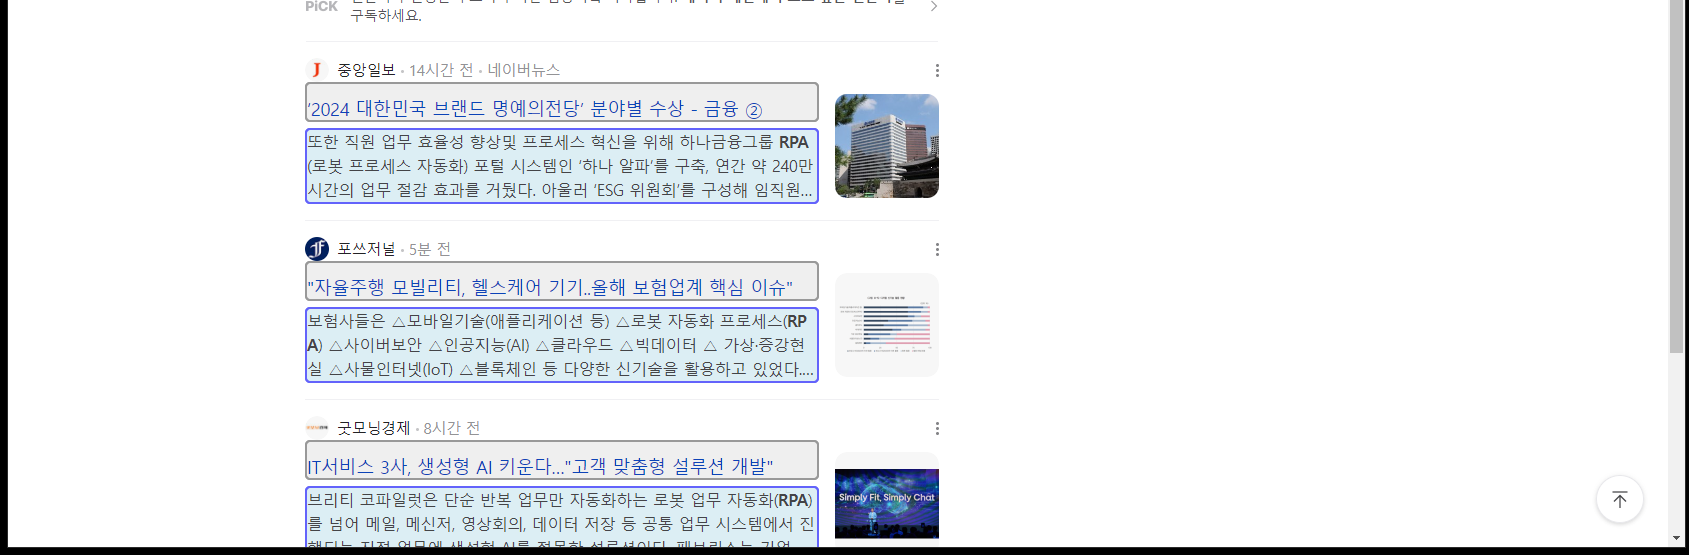 PiCK
구독하세요.
중앙일보 · 14시간 전 · 네이버뉴스
‘2024 대한민국 브랜드 명예의전당’ 분야별 수상 - 금융 ②
또한 직원 업무 효율성 향상및 프로세스 혁신을 위해 하나금융그룹 RPA
(로봇 프로세스 자동화) 포털 시스템인 ‘하나 알파’를 구축, 연간 약 240만
시간의 업무 절감 효과를 거뒀다. 아울러 ‘ESG 위원회’를 구성해 임직원...
포쓰저널 · 5분 전
"자율주행 모빌리티, 헬스케어 기기..올해 보험업계 핵심 이슈"
보험사들은 △모바일기술(애플리케이션 등) △로봇 자동화 프로세스(RP
A) △사이버보안 △인공지능(AI) △클라우드 △빅데이터 △ 가상·증강현
실 △사물인터넷(IoT) △블록체인 등 다양한 신기술을 활용하고 있었다....
굿모닝경제 · 8시간 전
IT서비스 3사, 생성형 AI 키운다..."고객 맞춤형 설루션 개발"
Simply Fit, Simply Chat
브리티 코파일럿은 단순 반복 업무만 자동화하는 로봇 업무 자동화(RPA)
를 넘어 메일, 메신저, 영상회의, 데이터 저장 등 공통 업무 시스템에서 진